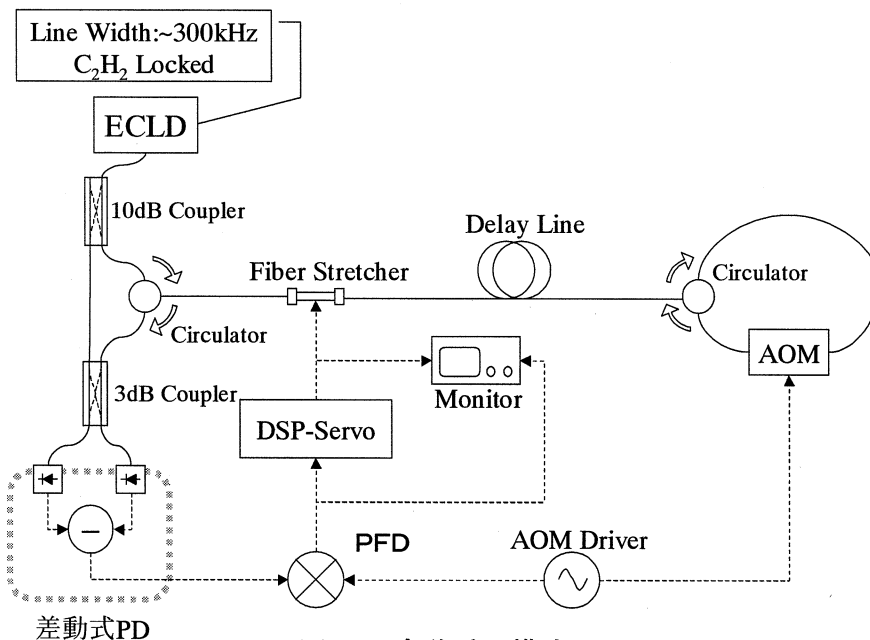 Line Width:~300kHz
C₂H₂ Locked
ECLD
10dB Coupler
Delay Line
Fiber Stretcher
Circulator
Circulator
AOM
3dB Coupler
Monitor
DSP-Servo
PFD
AOM Driver
差動式PD